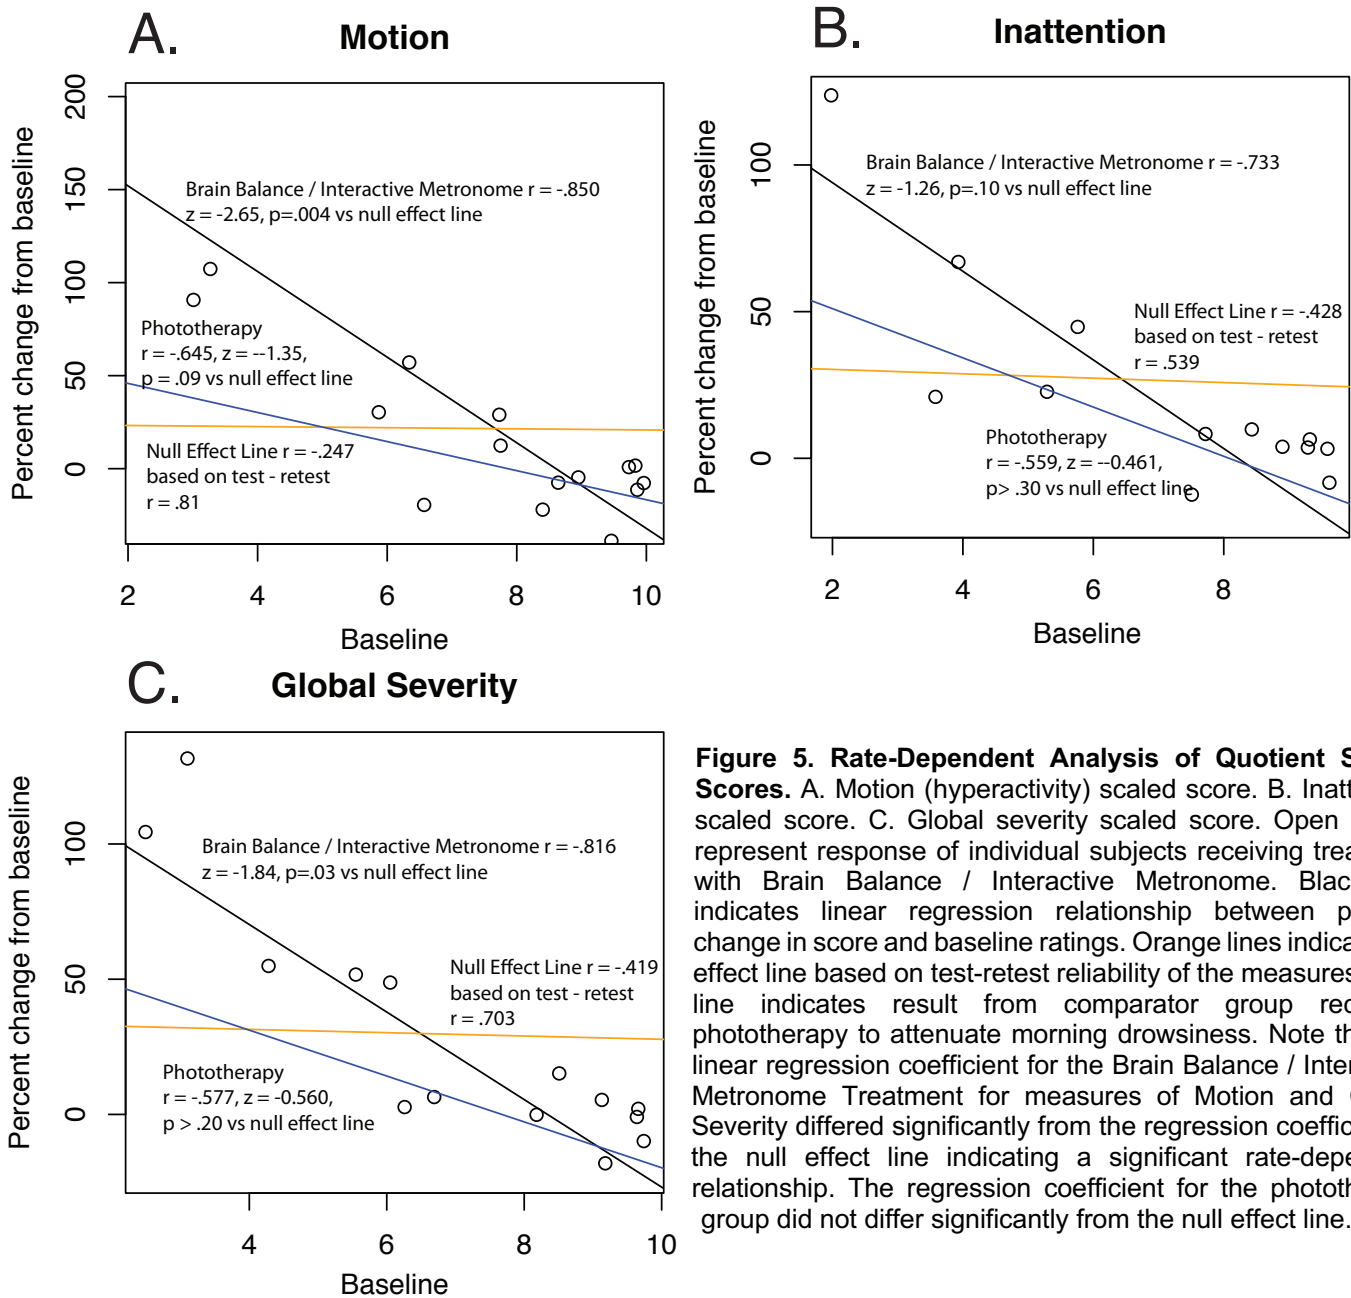 A.
Motion
Percent change from baseline
200
150
100
50
0
Brain Balance / Interactive Metronome r = -.850
z = -2.65, p=.004 vs null effect line
Phototherapy
r = -.645, z = --1.35,
p = .09 vs null effect line
Null Effect Line r = -.247
based on test - retest
r = .81
2 4 6 8 10
Baseline
B.
Inattention
Percent change from baseline
100
50
0
Brain Balance / Interactive Metronome r = -.733
z = -1.26, p=.10 vs null effect line
Null Effect Line r = -.428
based on test - retest
r = .539
Phototherapy
r = -.559, z = --0.461,
p> .30 vs null effect line
2 4 6 8
Baseline
C.
Global Severity
Percent change from baseline
100
50
0
Brain Balance / Interactive Metronome r = -.816
z = -1.84, p=.03 vs null effect line
Null Effect Line r = -.419
based on test - retest
r = .703
Phototherapy
r = -.577, z = -0.560,
p > .20 vs null effect line
4 6 8 10
Baseline
Figure 5. Rate-Dependent Analysis of Quotient
Scores. A. Motion (hyperactivity) scaled score. B.
scaled score. C. Global severity scaled score. Open
represent response of individual subjects receiving
with Brain Balance / Interactive Metronome.
indicates linear regression relationship between
change in score and baseline ratings. Orange lines
effect line based on test-retest reliability of the measures
line indicates result from comparator group
phototherapy to attenuate morning drowsiness. Note
linear regression coefficient for the Brain Balance /
Metronome Treatment for measures of Motion and
Severity differed significantly from the regression
the null effect line indicating a significant
relationship. The regression coefficient for the
group did not differ significantly from the null effect line.